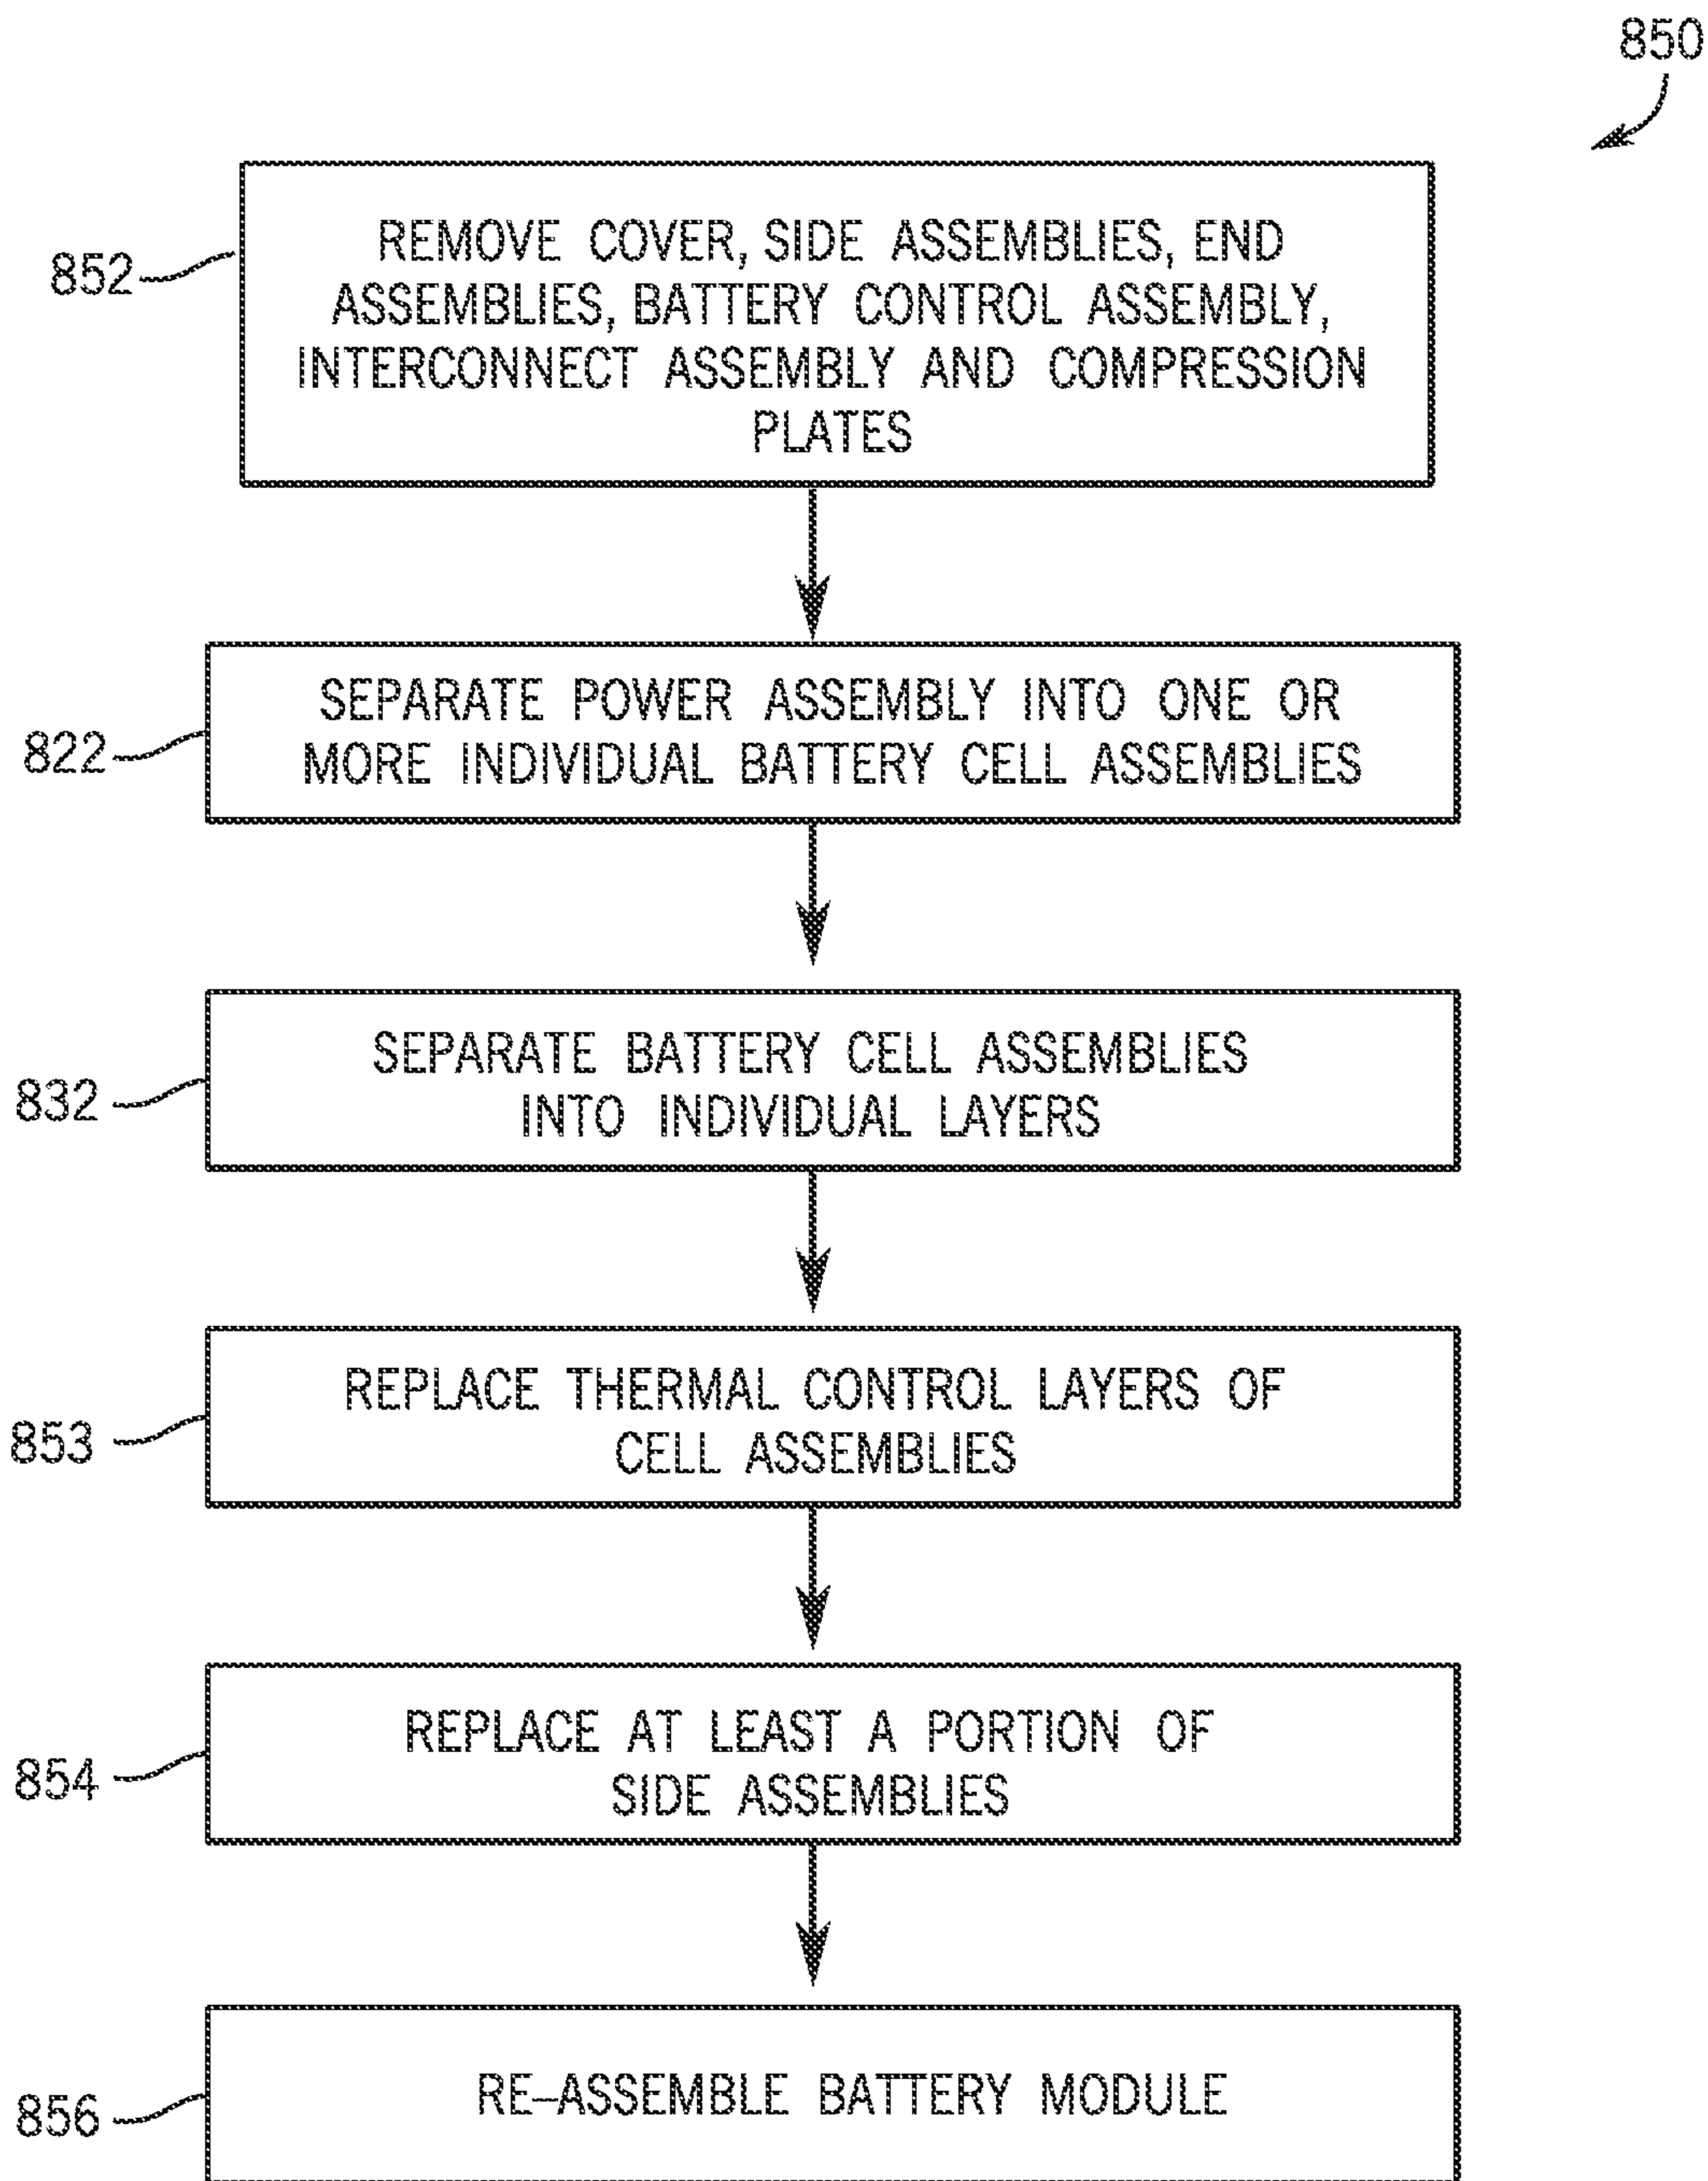 850
852
REMOVE COVER, SIDE ASSEMBLIES, END
ASSEMBLIES, BATTERY CONTROL ASSEMBLY,
INTERCONNECT ASSEMBLY AND COMPRESSION
PLATES
822
SEPARATE POWER ASSEMBLY INTO ONE OR
MORE INDIVIDUAL BATTERY CELL ASSEMBLIES
832
SEPARATE BATTERY CELL ASSEMBLIES
INTO INDIVIDUAL LAYERS
853
REPLACE THERMAL CONTROL LAYERS OF
CELL ASSEMBLIES
854
REPLACE AT LEAST A PORTION OF
SIDE ASSEMBLIES
856
RE-ASSEMBLE BATTERY MODULE